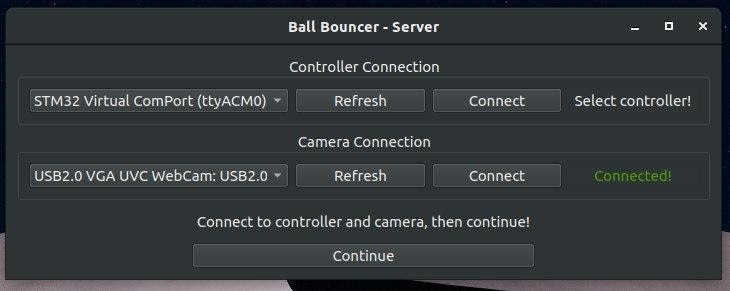 Ball Bouncer - Server
Controller Connection
STM32 Virtual ComPort (ttyACM0) Refresh Connect Select controller!
Camera Connection
USB2.0 VGA UVC WebCam: USB2.0 Refresh Connect Connected!
Connect to controller and camera, then continue!
Continue